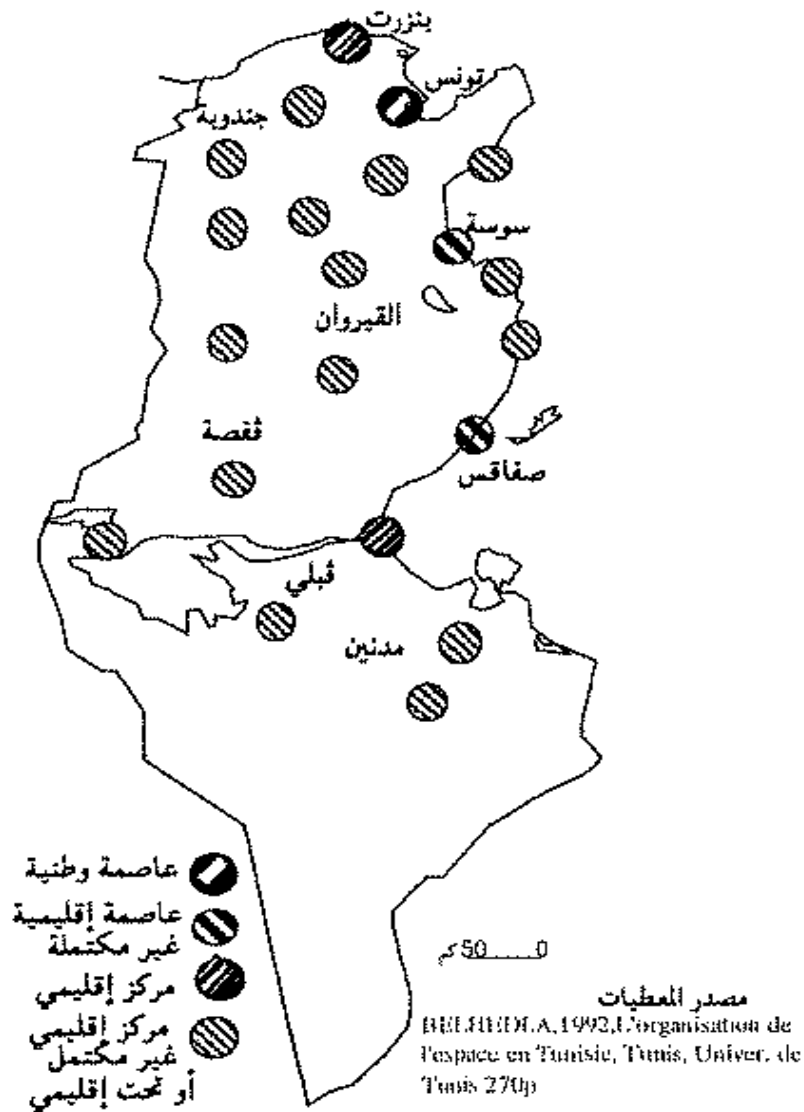 بنزرت
تونس
جندوبة
سوسة
القيروان
ڨفصة
صفاقس
ڨبلي
مدنين
عاصمة وطنية
عاصمة إقليمية
غير مكتملة
مركز إقليمي
مركز إقليمي
غير مكتمل
أو تحت إقليمي
0.....50 كم
مصدر المعطيات
BELHEDI.A,1992,L'organisation de
l'espace en Tunisie, Tunis, Univer. de
Tunis 270p